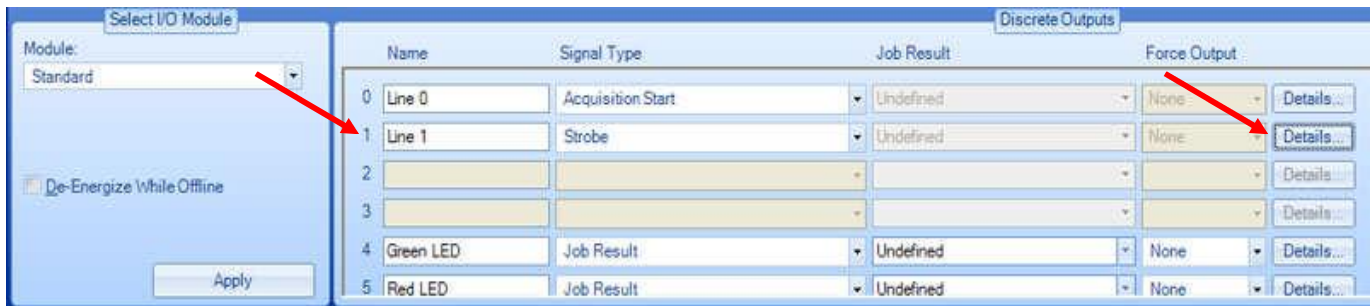 Select I/O Module
Module:
Standard
De-Energize While Offline
Apply
Discrete Outputs
Name Signal Type Job Result Force Output
0 Line 0 Acquisition Start Undefined None Details...
1 Line 1 Strobe Undefined None Details...
2 Details...
3 Details...
4 Green LED Job Result Undefined None Details...
5 Red LED Job Result Undefined None Details...